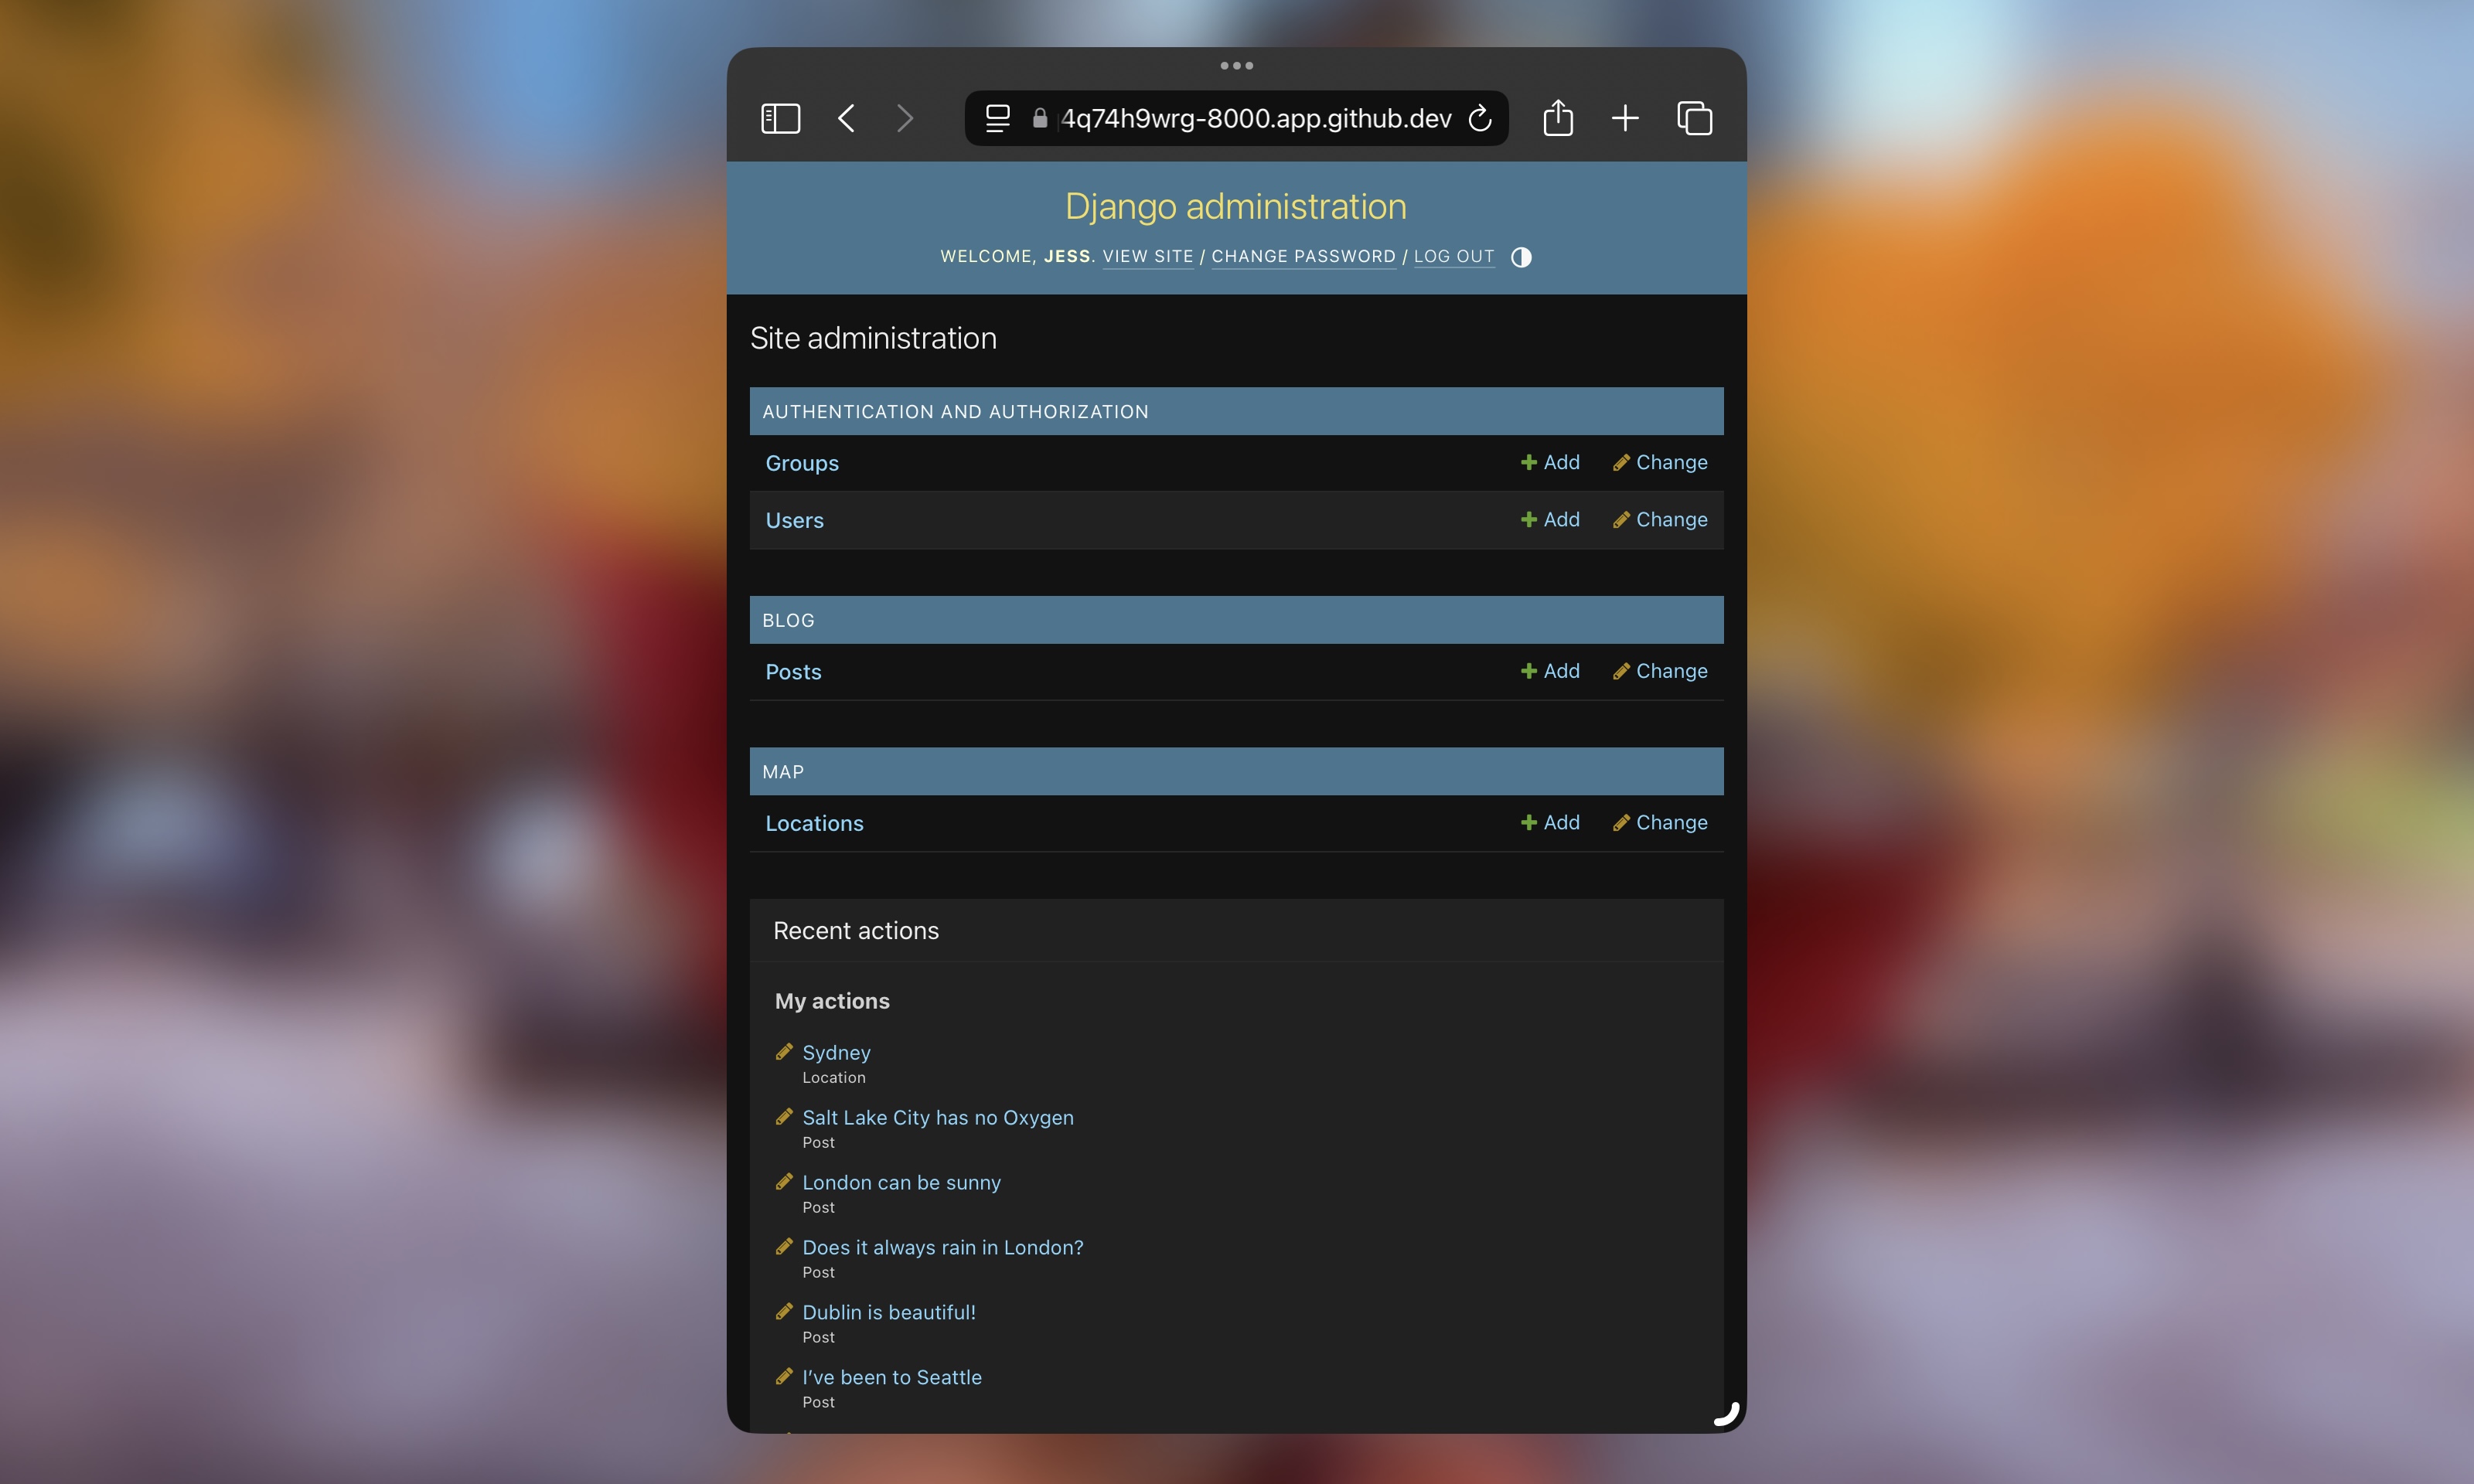 4q74h9wrg-8000.app.github.dev
Django administration
WELCOME, JESS. VIEW SITE / CHANGE PASSWORD / LOG OUT
Site administration
AUTHENTICATION AND AUTHORIZATION
Groups Add Change
Users Add Change
BLOG
Posts Add Change
MAP
Locations Add Change
Recent actions
My actions
Sydney
Location
Salt Lake City has no Oxygen
Post
London can be sunny
Post
Does it always rain in London?
Post
Dublin is beautiful!
Post
I've been to Seattle
Post